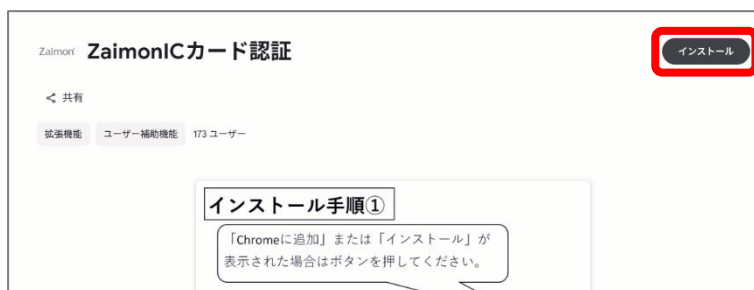 Zaimon
ZaimonICカード認証
インストール
共有
拡張機能 ユーザー補助機能 173 ユーザー
インストール手順①
「Chromeに追加」または「インストール」が
表示された場合はボタンを押してください。